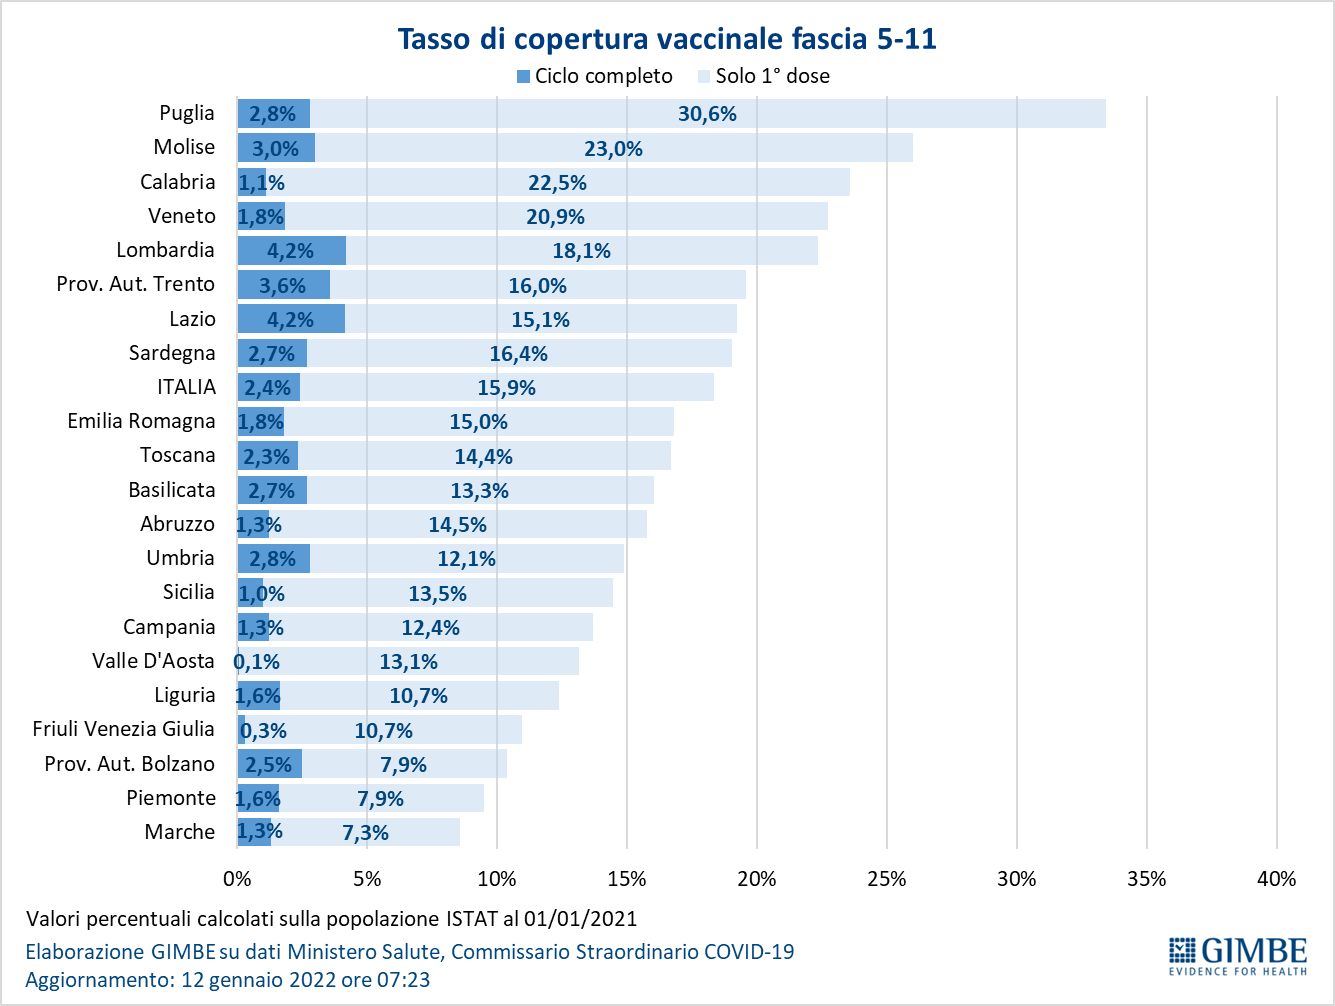 Tasso di copertura vaccinale fascia 5-11
Ciclo completo Solo 1° dose
Puglia 2,8% 30,6%
Molise 3,0% 23,0%
Calabria 1,1% 22,5%
Veneto 1,8% 20,9%
Lombardia 4,2% 18,1%
Prov. Aut. Trento 3,6% 16,0%
Lazio 4,2% 15,1%
Sardegna 2,7% 16,4%
ITALIA 2,4% 15,9%
Emilia Romagna 1,8% 15,0%
Toscana 2,3% 14,4%
Basilicata 2,7% 13,3%
Abruzzo 1,3% 14,5%
Umbria 2,8% 12,1%
Sicilia 1,0% 13,5%
Campania 1,3% 12,4%
Valle D'Aosta 0,1% 13,1%
Liguria 1,6% 10,7%
Friuli Venezia Giulia 0,3% 10,7%
Prov. Aut. Bolzano 2,5% 7,9%
Piemonte 1,6% 7,9%
Marche 1,3% 7,3%
0% 5% 10% 15% 20% 25% 30% 35% 40%
Valori percentuali calcolati sulla popolazione ISTAT al 01/01/2021
Elaborazione GIMBE su dati Ministero Salute, Commissario Straordinario COVID-19
Aggiornamento: 12 gennaio 2022 ore 07:23
GIMBE
EVIDENCE FOR HEALTH